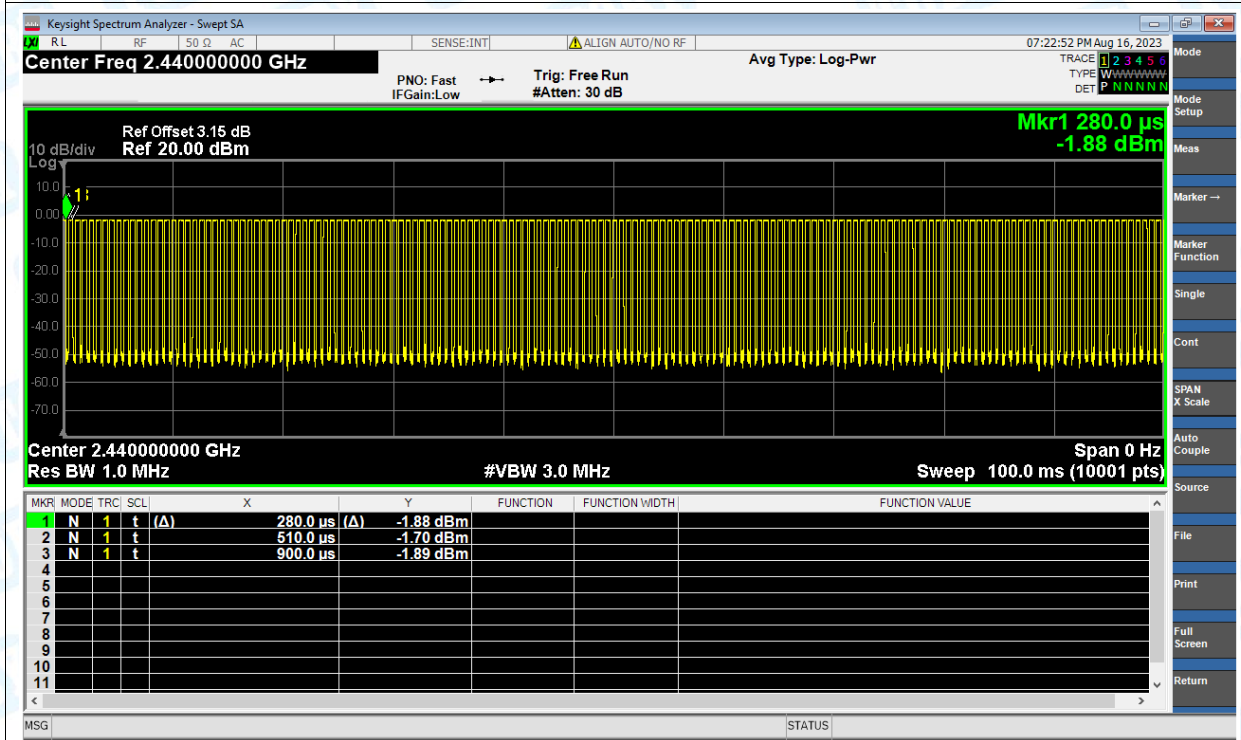 Keysight Spectrum Analyzer - Swept SA
LXI RL RF 50 Ω AC SENSE:INT ALIGN AUTO/NO RF 07:22:52 PM Aug 16, 2023
Center Freq 2.440000000 GHz
PNO: Fast
IFGain:Low
Trig: Free Run
#Atten: 30 dB
Avg Type: Log-Pwr
TRACE 1 2 3 4 5 6
TYPE WWWWWW
DET P N N N N N
Ref Offset 3.15 dB
10 dB/div Ref 20.00 dBm
Log
Mkr1 280.0 µs
-1.88 dBm
10.0
0.00
-10.0
-20.0
-30.0
-40.0
-50.0
-60.0
-70.0
1
Center 2.440000000 GHz Span 0 Hz
Res BW 1.0 MHz #VBW 3.0 MHz Sweep 100.0 ms (10001 pts)
MKR MODE TRC SCL X Y FUNCTION FUNCTION WIDTH FUNCTION VALUE
1 N 1 t (Δ) 280.0 µs (Δ) -1.88 dBm
2 N 1 t 510.0 µs -1.70 dBm
3 N 1 t 900.0 µs -1.89 dBm
4
5
6
7
8
9
10
11
MSG STATUS
Mode
Mode Setup
Meas
Marker →
Marker Function
Single
Cont
SPAN X Scale
Auto Couple
Source
File
Print
Full Screen
Return